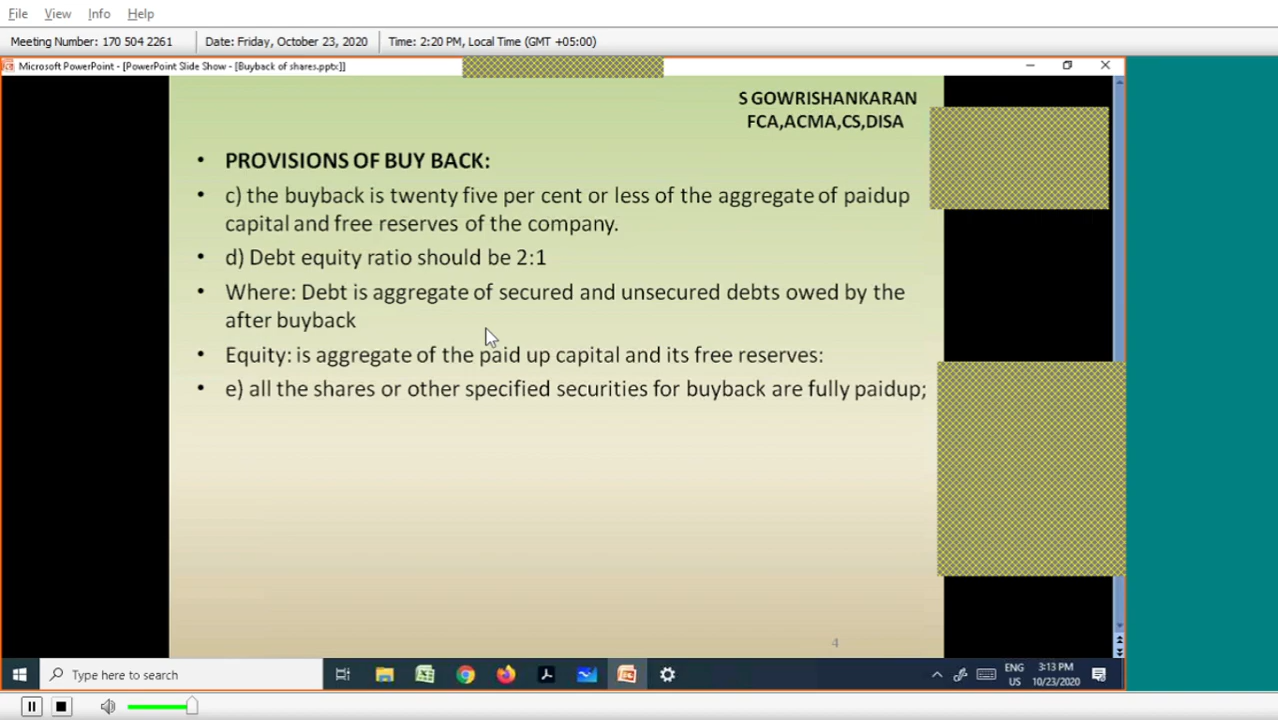 File View Info Help
Meeting Number: 170 504 2261 Date: Friday, October 23, 2020 Time: 2:20 PM, Local Time (GMT +05:00)
Microsoft PowerPoint - [PowerPoint Slide Show - [Buyback of shares.pptx]]
S GOWRISHANKARAN
FCA,ACMA,CS,DISA
• PROVISIONS OF BUY BACK:
• c) the buyback is twenty five per cent or less of the aggregate of paidup
capital and free reserves of the company.
• d) Debt equity ratio should be 2:1
• Where: Debt is aggregate of secured and unsecured debts owed by the
after buyback
• Equity: is aggregate of the paid up capital and its free reserves:
• e) all the shares or other specified securities for buyback are fully paidup;
4
Type here to search
ENG
US
3:13 PM
10/23/2020